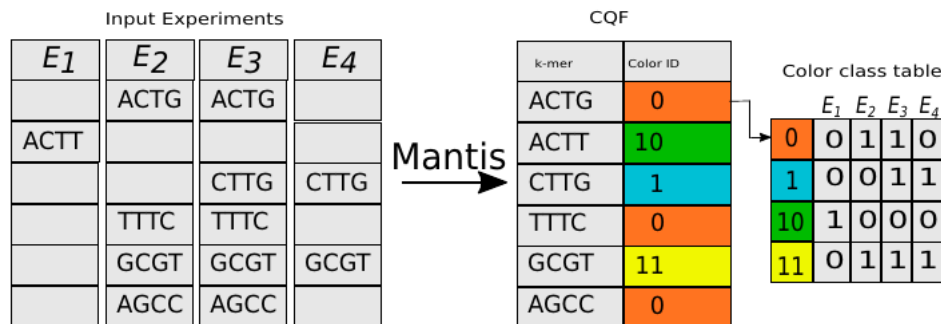 Input Experiments
CQF
E1 E2 E3 E4
k-mer Color ID
Color class table
ACTG ACTG
ACTG 0
E1 E2 E3 E4
0 0 1 1 0
ACTT
Mantis
ACTT 10
1 0 0 1 1
CTTG CTTG
CTTG 1
10 1 0 0 0
TTTC TTTC
TTTC 0
11 0 1 1 1
GCGT GCGT GCGT
GCGT 11
AGCC AGCC
AGCC 0